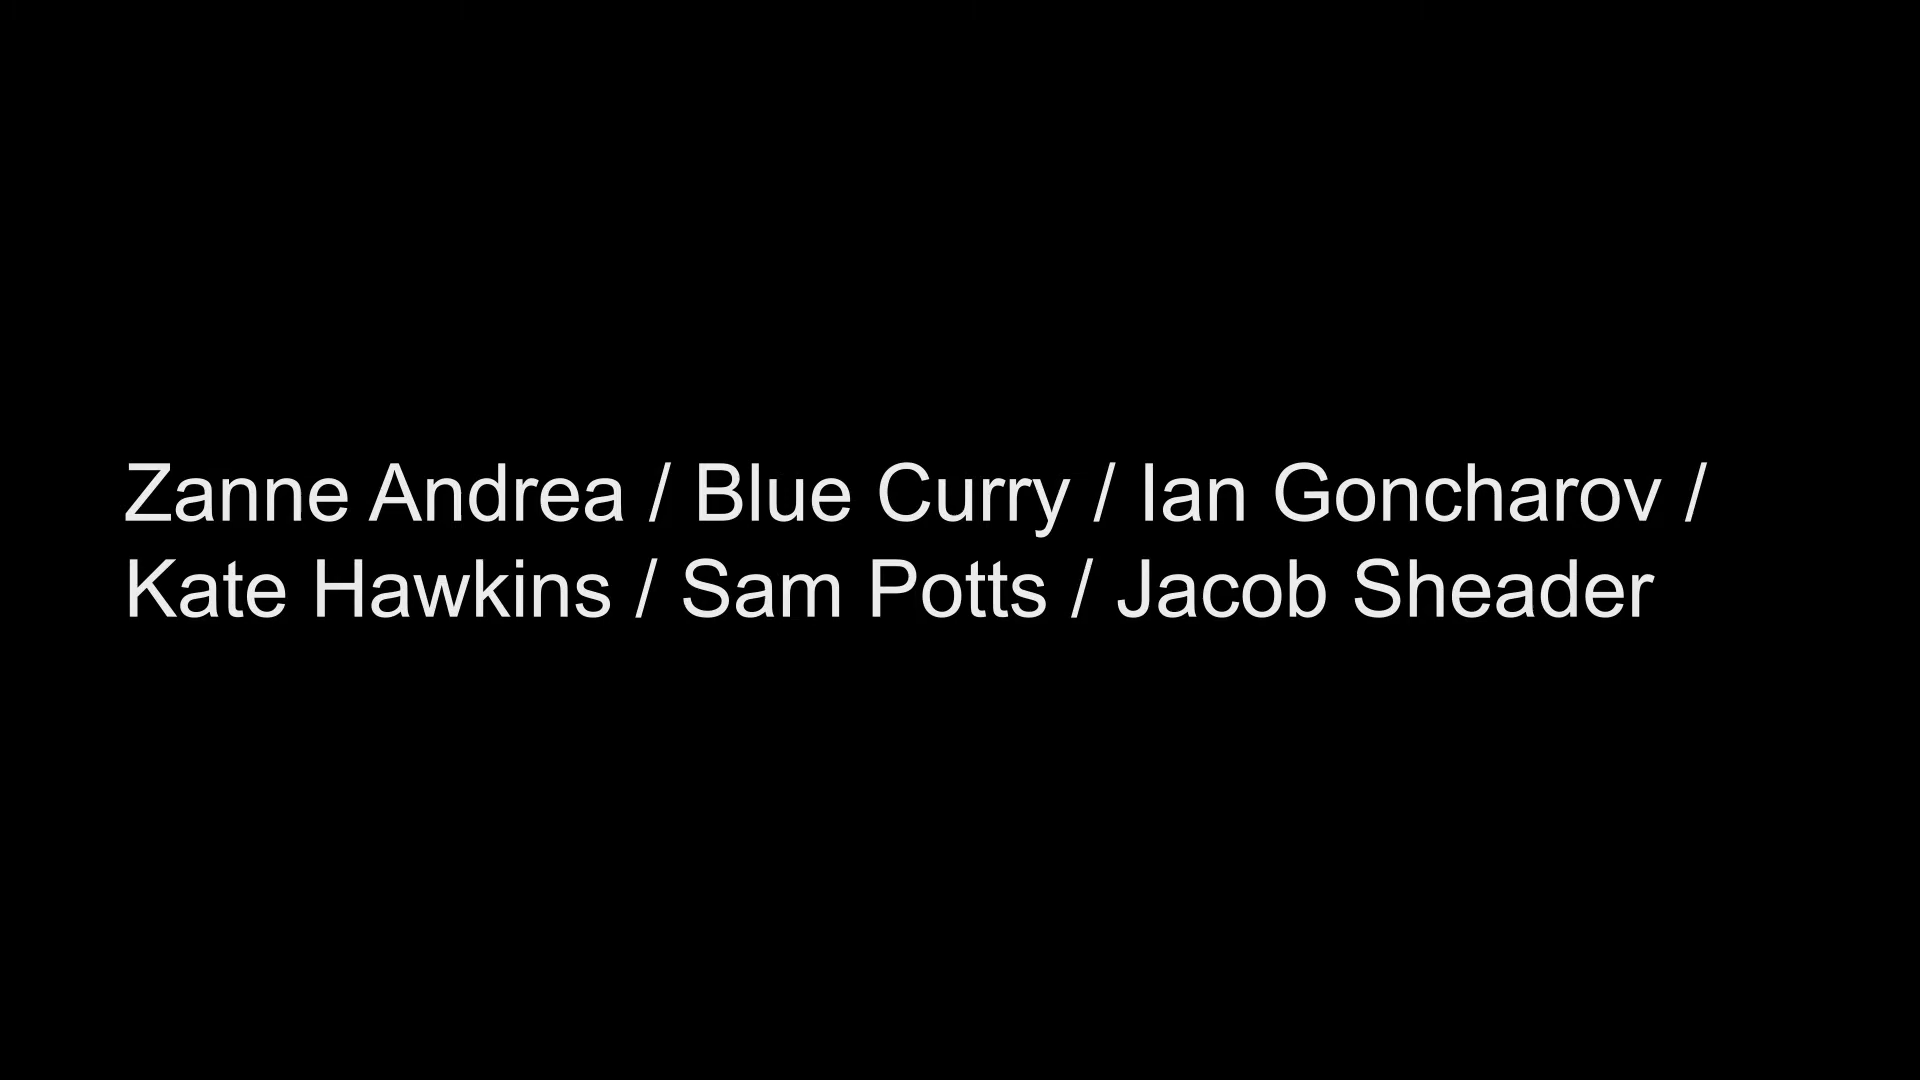 Zanne Andrea / Blue Curry / Ian Goncharov /
Kate Hawkins / Sam Potts / Jacob Sheader